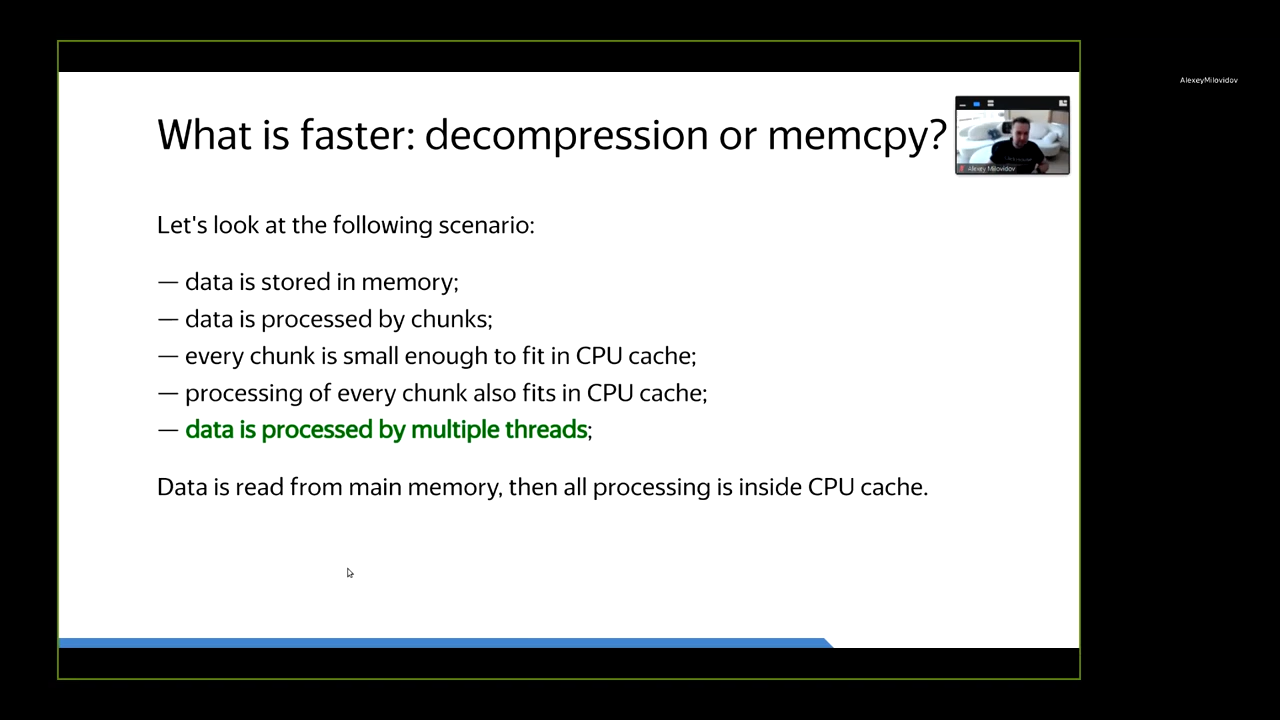 What is faster: decompression or memcpy?
AlexeyMilovidov
Alexey Milovidov
Let's look at the following scenario:
— data is stored in memory;
— data is processed by chunks;
— every chunk is small enough to fit in CPU cache;
— processing of every chunk also fits in CPU cache;
— data is processed by multiple threads;
Data is read from main memory, then all processing is inside CPU cache.